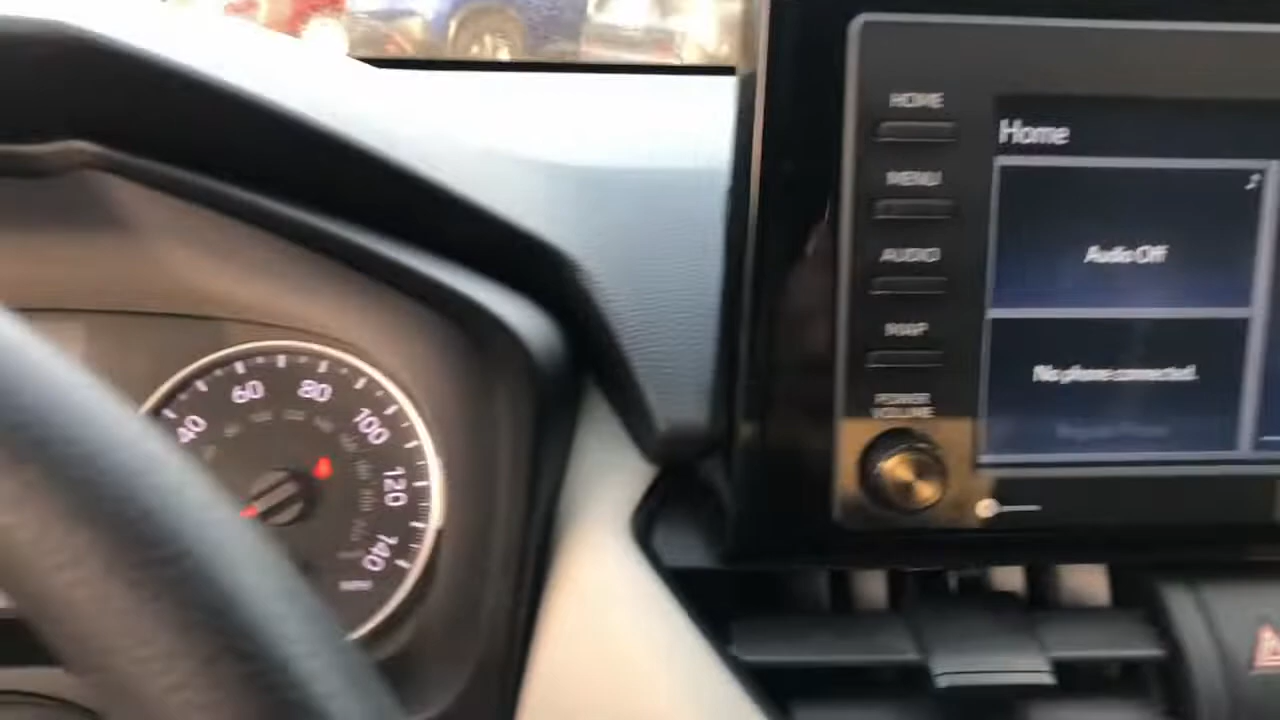 HOME
Home
MENU
AUDIO
Audio Off
MAP
No phone connected.
POWER
VOLUME
40
60
80
100
120
140